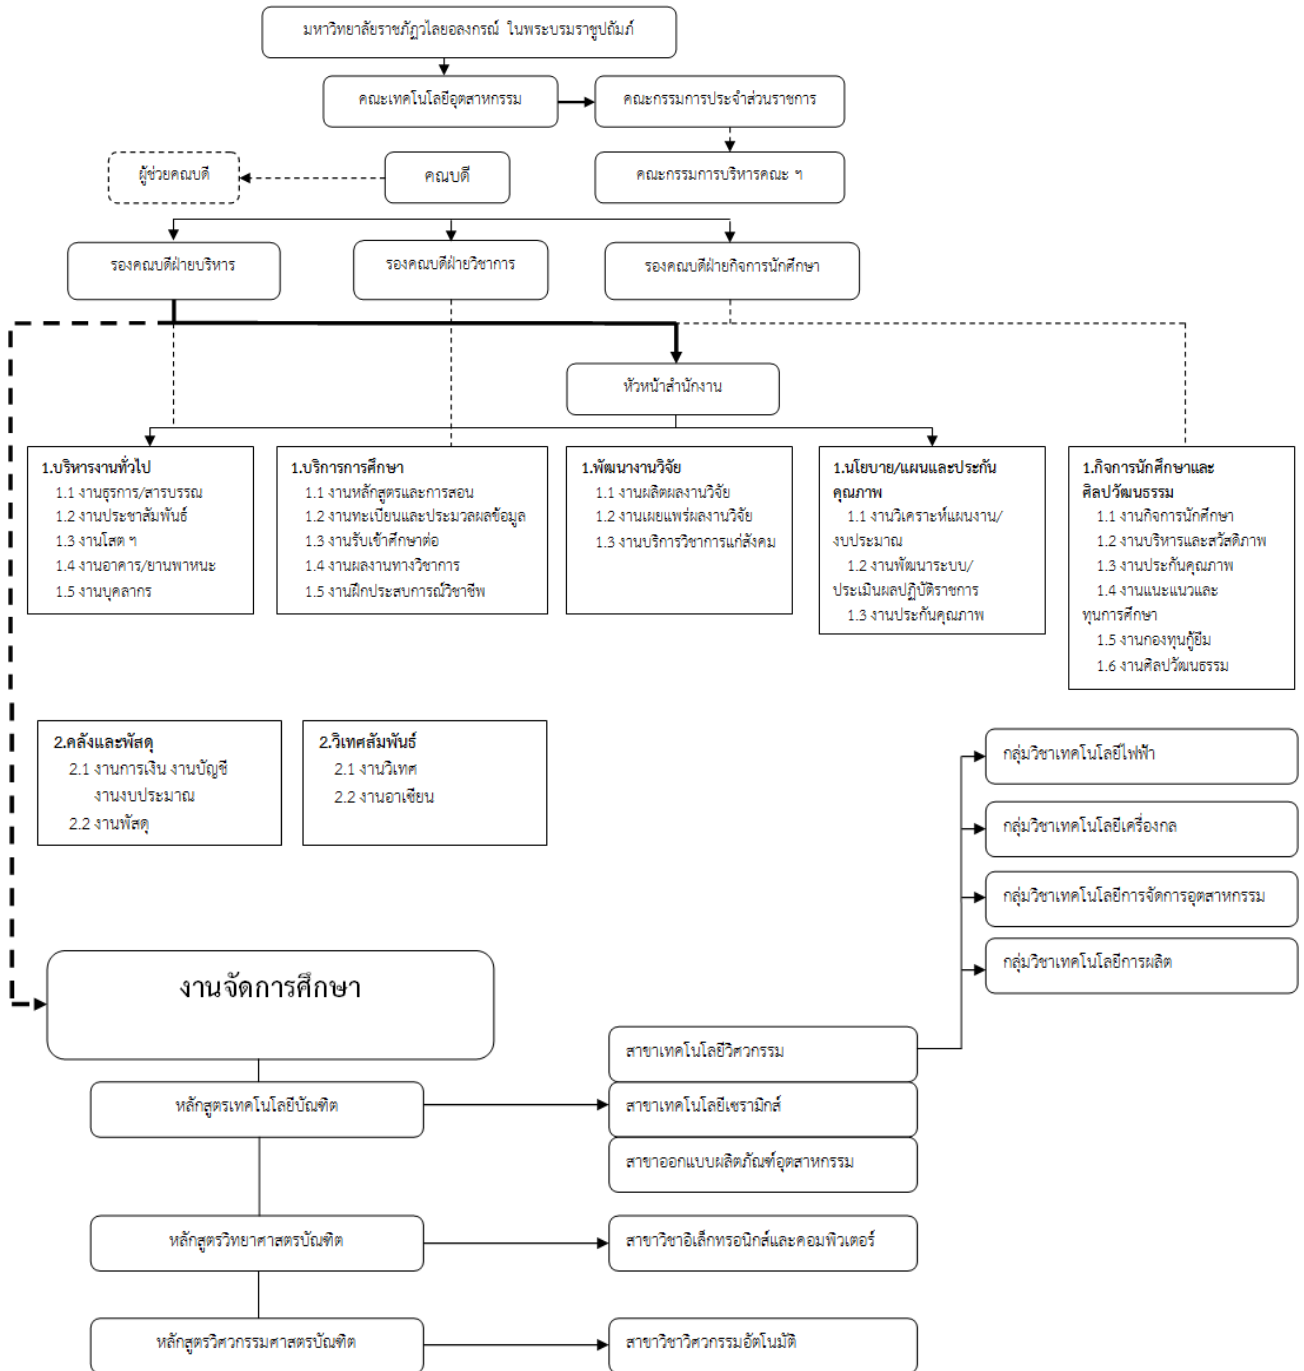 มหาวิทยาลัยราชภัฏวไลยอลงกรณ์ ในพระบรมราชูปถัมภ์
คณะเทคโนโลยีอุตสาหกรรม
คณะกรรมการประจำส่วนราชการ
ผู้ช่วยคณบดี
คณบดี
คณะกรรมการบริหารคณะ ฯ
รองคณบดีฝ่ายบริหาร
รองคณบดีฝ่ายวิชาการ
รองคณบดีฝ่ายกิจการนักศึกษา
หัวหน้าสำนักงาน
1.บริหารงานทั่วไป
1.1 งานธุรการ/สารบรรณ
1.2 งานประชาสัมพันธ์
1.3 งานโสต ฯ
1.4 งานอาคาร/ยานพาหนะ
1.5 งานบุคลากร
1.บริการการศึกษา
1.1 งานหลักสูตรและการสอน
1.2 งานทะเบียนและประมวลผลข้อมูล
1.3 งานรับเข้าศึกษาต่อ
1.4 งานผลงานทางวิชาการ
1.5 งานฝึกประสบการณ์วิชาชีพ
1.พัฒนางานวิจัย
1.1 งานผลิตผลงานวิจัย
1.2 งานเผยแพร่ผลงานวิจัย
1.3 งานบริการวิชาการแก่สังคม
1.นโยบาย/แผนและประกัน
คุณภาพ
1.1 งานวิเคราะห์แผนงาน/
งบประมาณ
1.2 งานพัฒนาระบบ/
ประเมินผลปฏิบัติราชการ
1.3 งานประกันคุณภาพ
1.กิจการนักศึกษาและ
ศิลปวัฒนธรรม
1.1 งานกิจการนักศึกษา
1.2 งานบริหารและสวัสดิภาพ
1.3 งานประกันคุณภาพ
1.4 งานแนะแนวและ
ทุนการศึกษา
1.5 งานกองทุนกู้ยืม
1.6 งานศิลปวัฒนธรรม
2.คลังและพัสดุ
2.1 งานการเงิน งานบัญชี
งานงบประมาณ
2.2 งานพัสดุ
2.วิเทศสัมพันธ์
2.1 งานวิเทศ
2.2 งานอาเซียน
กลุ่มวิชาเทคโนโลยีไฟฟ้า
กลุ่มวิชาเทคโนโลยีเครื่องกล
กลุ่มวิชาเทคโนโลยีการจัดการอุตสาหกรรม
กลุ่มวิชาเทคโนโลยีการผลิต
งานจัดการศึกษา
สาขาเทคโนโลยีวิศวกรรม
หลักสูตรเทคโนโลยีบัณฑิต
สาขาเทคโนโลยีเซรามิกส์
สาขาออกแบบผลิตภัณฑ์อุตสาหกรรม
หลักสูตรวิทยาศาสตรบัณฑิต
สาขาวิชาอิเล็กทรอนิกส์และคอมพิวเตอร์
หลักสูตรวิศวกรรมศาสตรบัณฑิต
สาขาวิชาวิศวกรรมอัตโนมัติ